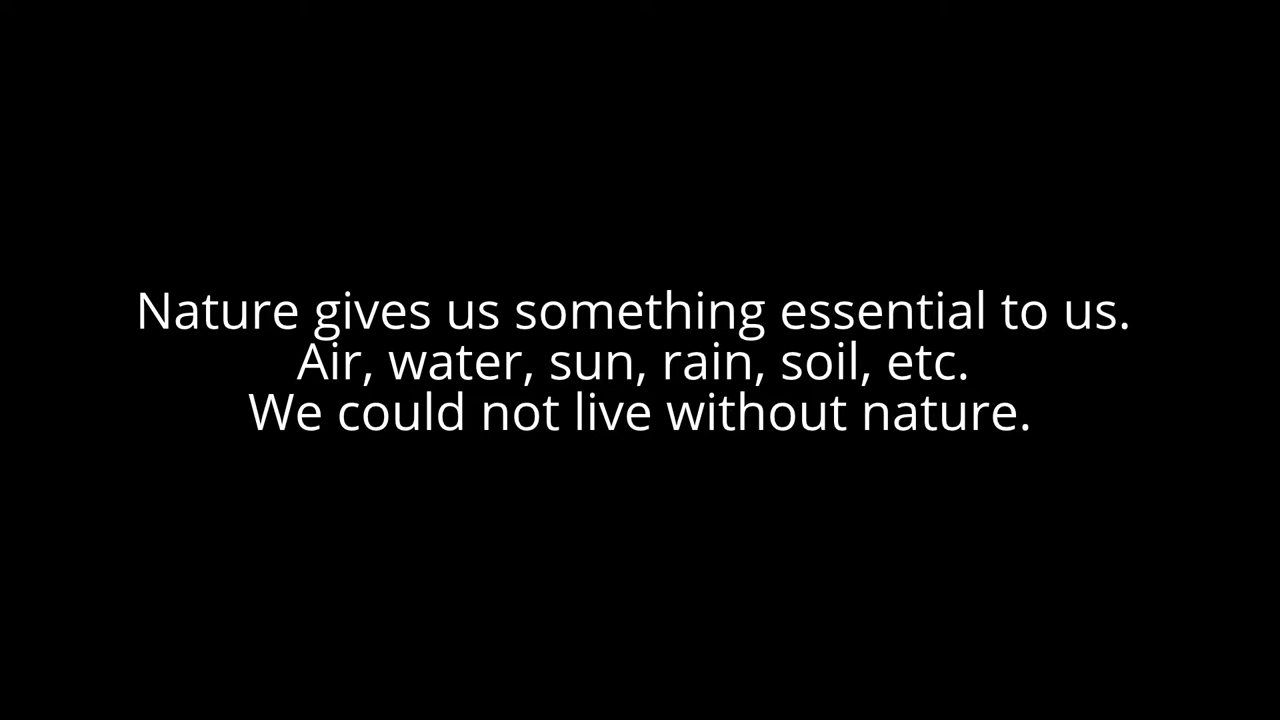 Nature gives us something essential to us.
Air, water, sun, rain, soil, etc.
We could not live without nature.